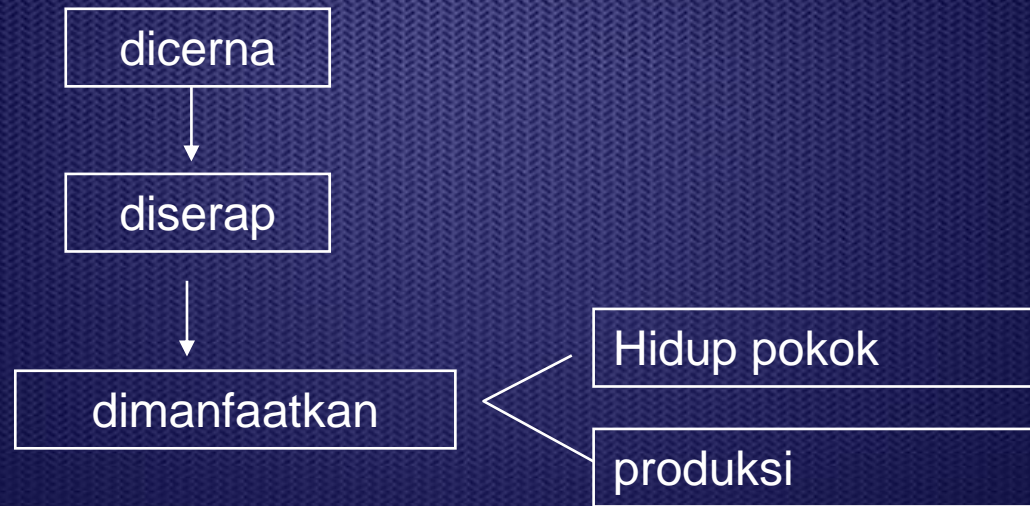 dicerna
diserap
dimanfaatkan
Hidup pokok
produksi